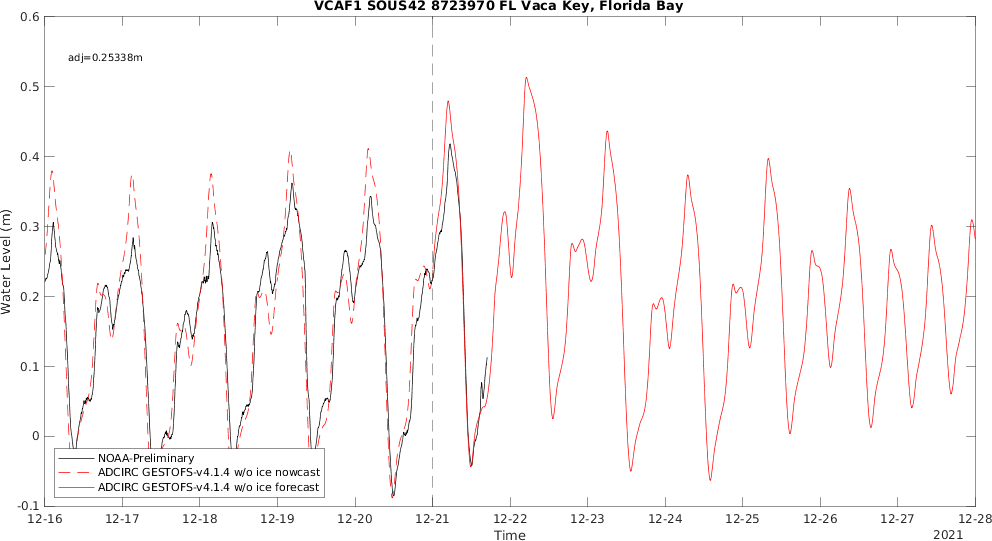 VCAF1 SOUS42 8723970 FL Vaca Key, Florida Bay
adj=0.25338m
Water Level (m)
0.6
0.5
0.4
0.3
0.2
0.1
0
-0.1
NOAA-Preliminary
ADCIRC GESTOFS-v4.1.4 w/o ice nowcast
ADCIRC GESTOFS-v4.1.4 w/o ice forecast
12-16 12-17 12-18 12-19 12-20 12-21 12-22 12-23 12-24 12-25 12-26 12-27 12-28
Time
2021